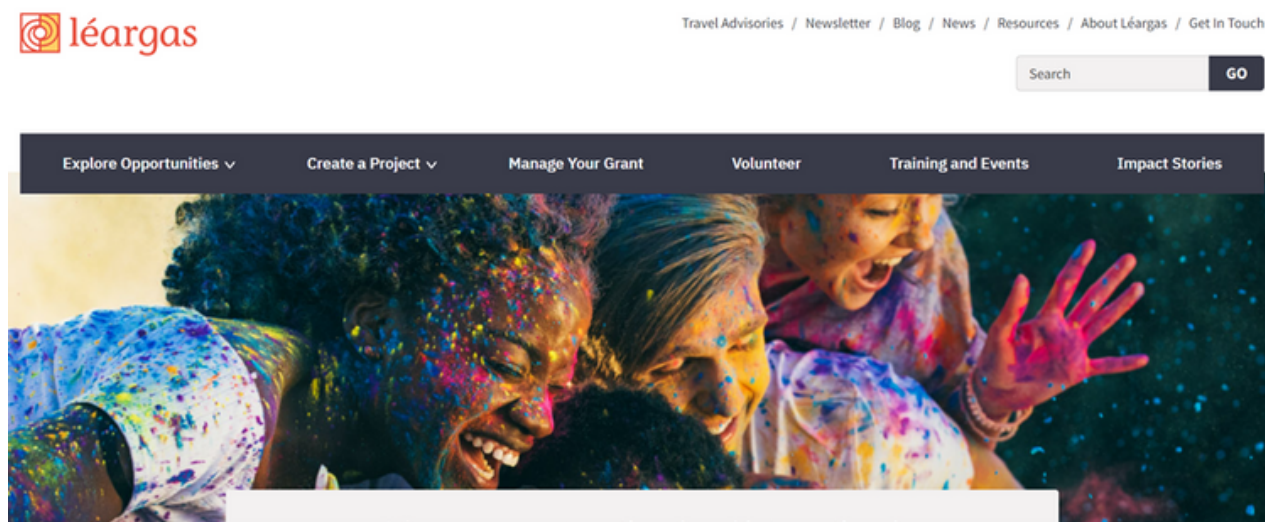 léargas
Travel Advisories / Newsletter / Blog / News / Resources / About Léargas / Get In Touch
Search GO
Explore Opportunities Create a Project Manage Your Grant Volunteer Training and Events Impact Stories